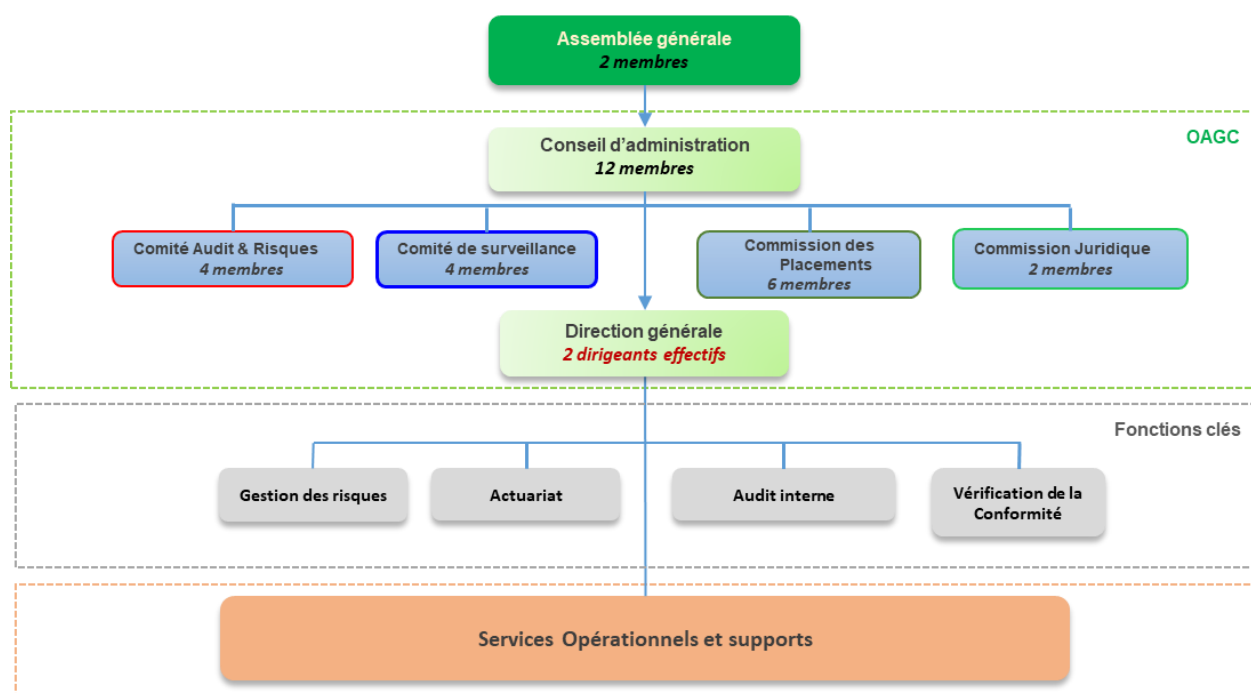 Assemblée générale
2 membres
OAGC
Conseil d'administration
12 membres
Comité Audit & Risques
4 membres
Comité de surveillance
4 membres
Commission des
Placements
6 membres
Commission Juridique
2 membres
Direction générale
2 dirigeants effectifs
Fonctions clés
Gestion des risques
Actuariat
Audit interne
Vérification de la
Conformité
Services Opérationnels et supports